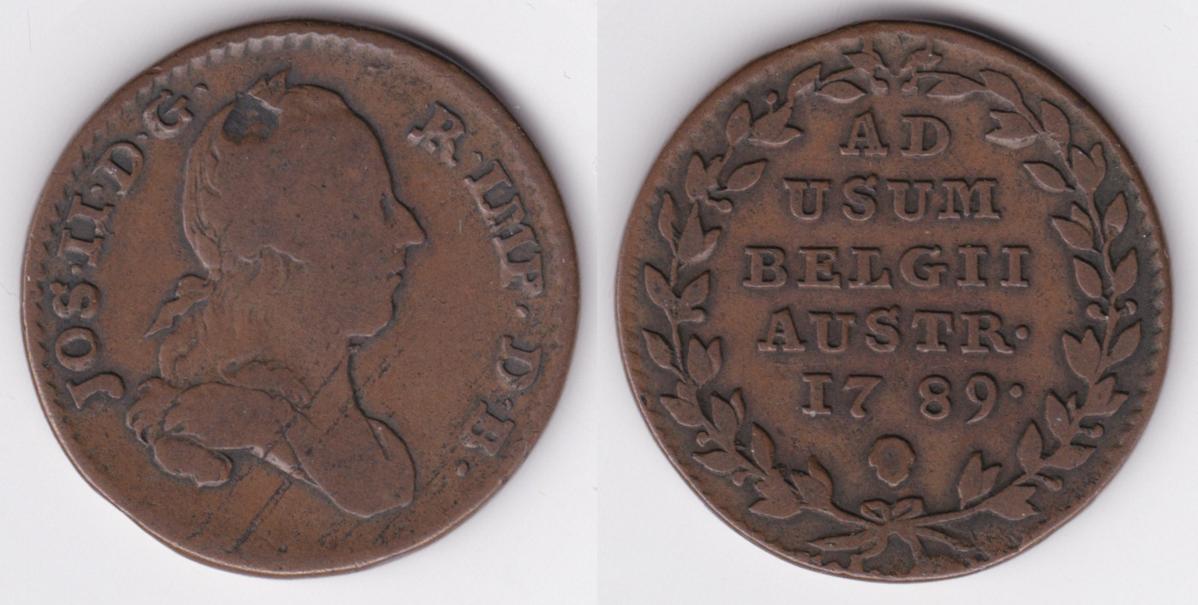 JOS·II·D·G· R·IMP·D·B·
AD
USUM
BELGII
AUSTR·
1789·